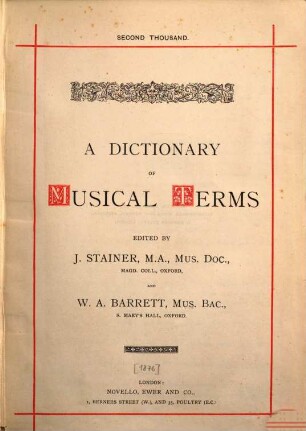 SECOND THOUSAND.
A DICTIONARY
OF
MUSICAL TERMS
EDITED BY
J. STAINER, M.A., MUS. DOC.,
MAGD. COLL., OXFORD.
AND
W. A. BARRETT, MUS. BAC.,
S. MARY'S HALL, OXFORD.
[1876]
LONDON:
NOVELLO, EWER AND CO.,
1, BERNERS STREET (W.), AND 35, POULTRY (E.C.)